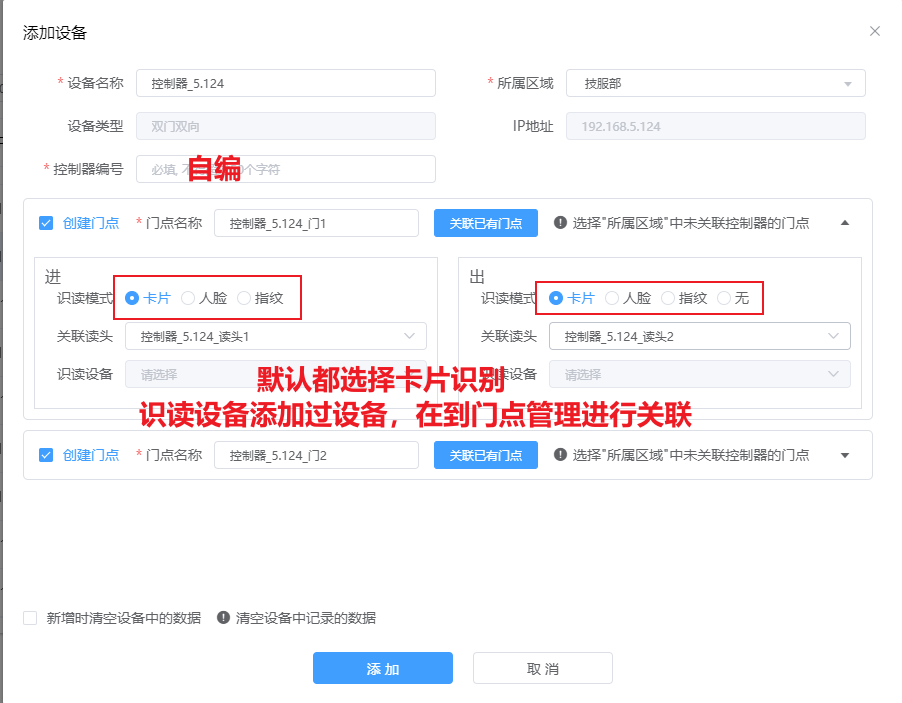 添加设备
* 设备名称 控制器_5.124 * 所属区域 技服部
设备类型 双门双向 IP地址 192.168.5.124
* 控制器编号 必填, 个字符
自编
创建门点 * 门点名称 控制器_5.124_门1 关联已有门点 选择"所属区域"中未关联控制器的门点
进 出
识读模式 卡片 人脸 指纹 识读模式 卡片 人脸 指纹 无
关联读头 控制器_5.124_读头1 关联读头 控制器_5.124_读头2
识读设备 请选择 识读设备 请选择
默认都选择卡片识别
识读设备添加过设备，在到门点管理进行关联
创建门点 * 门点名称 控制器_5.124_门2 关联已有门点 选择"所属区域"中未关联控制器的门点
新增时清空设备中的数据 清空设备中记录的数据
添加 取消